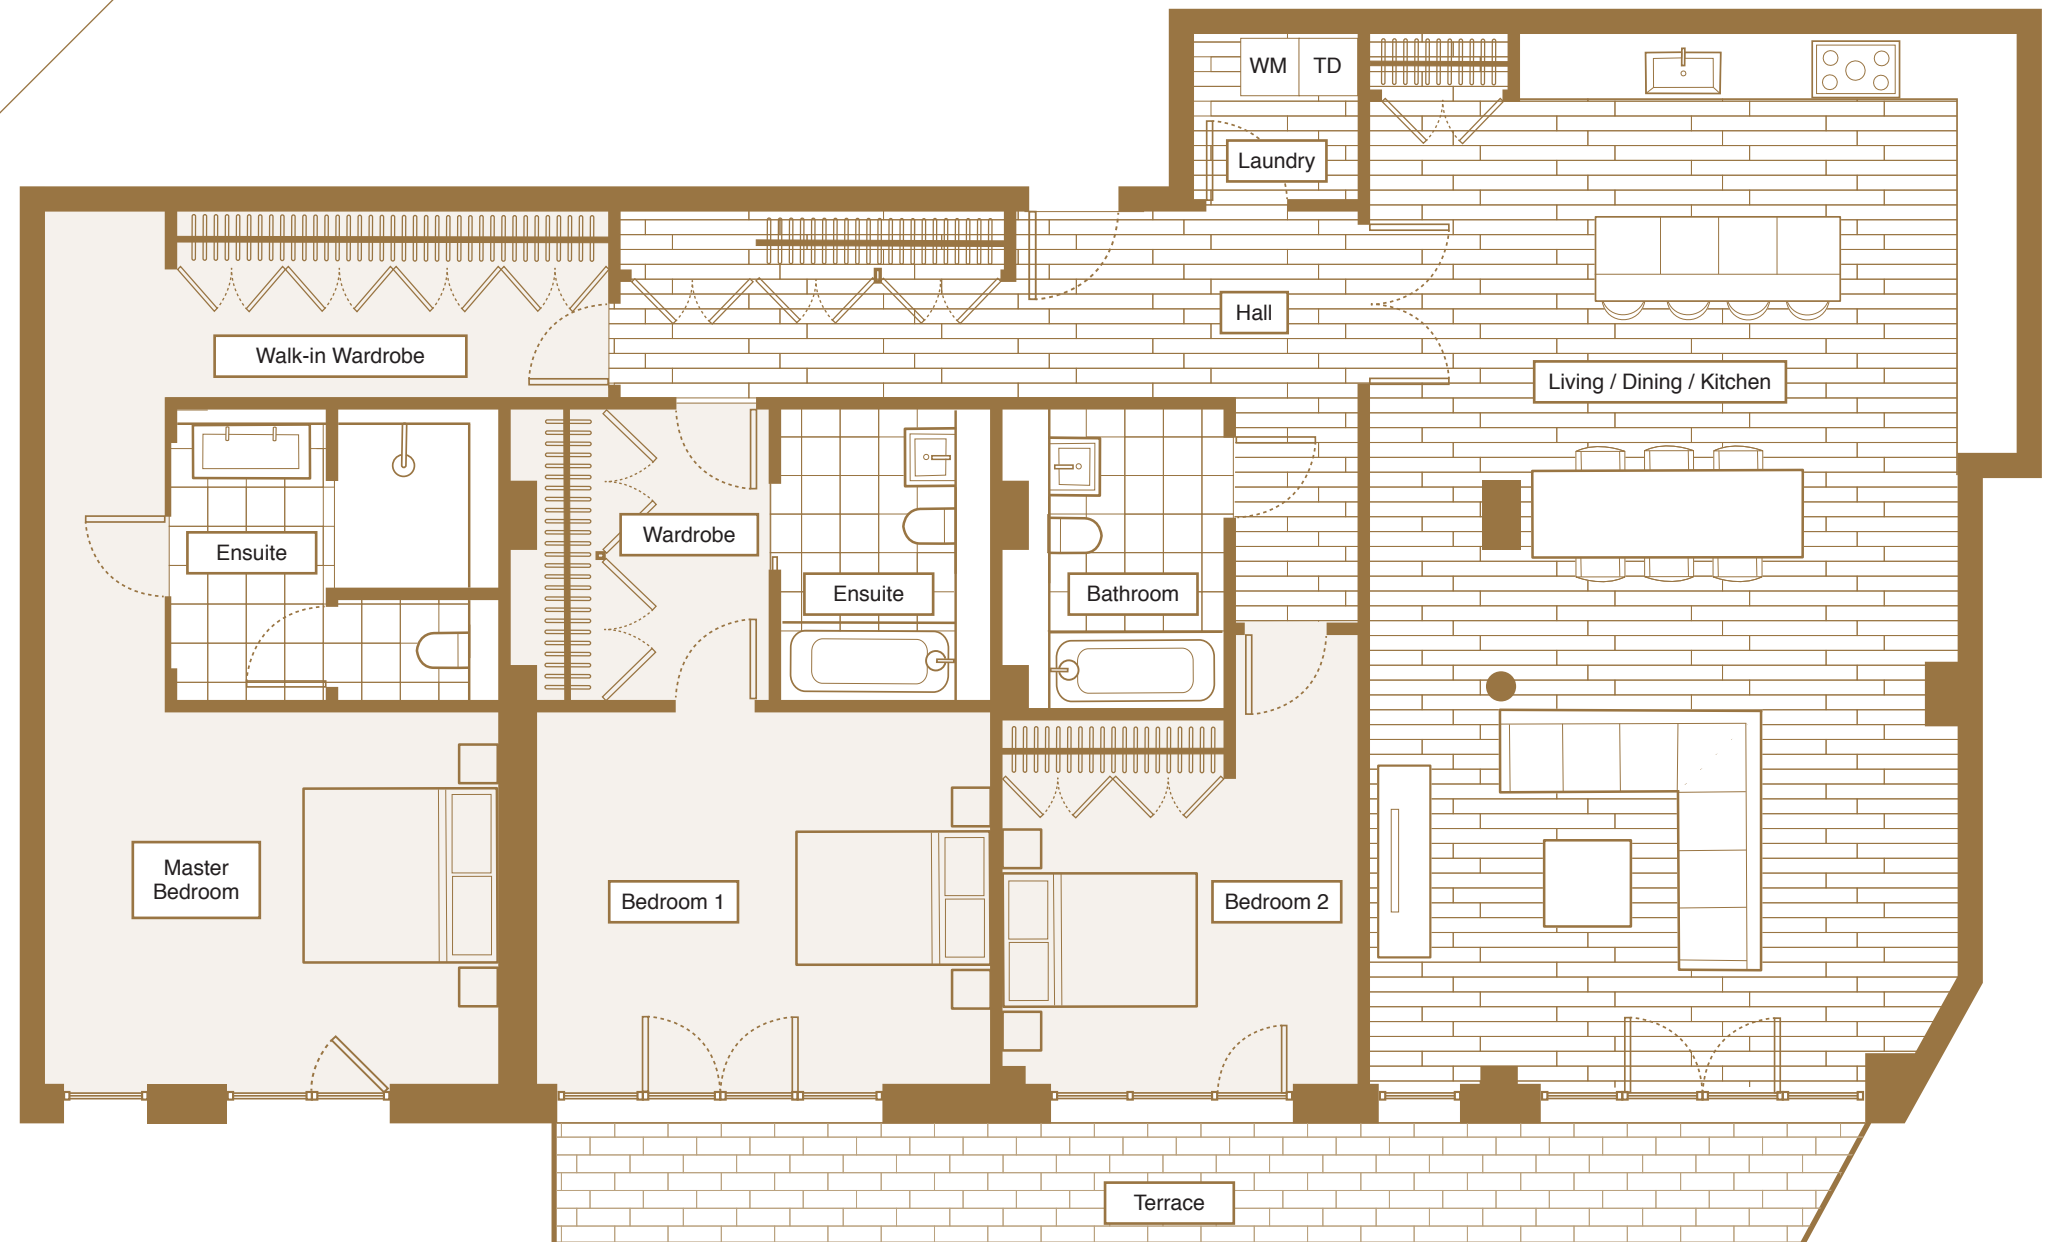 WM
TD
Laundry
Hall
Walk-in Wardrobe
Living / Dining / Kitchen
Wardrobe
Ensuite
Ensuite
Bathroom
Master
Bedroom
Bedroom 1
Bedroom 2
Terrace